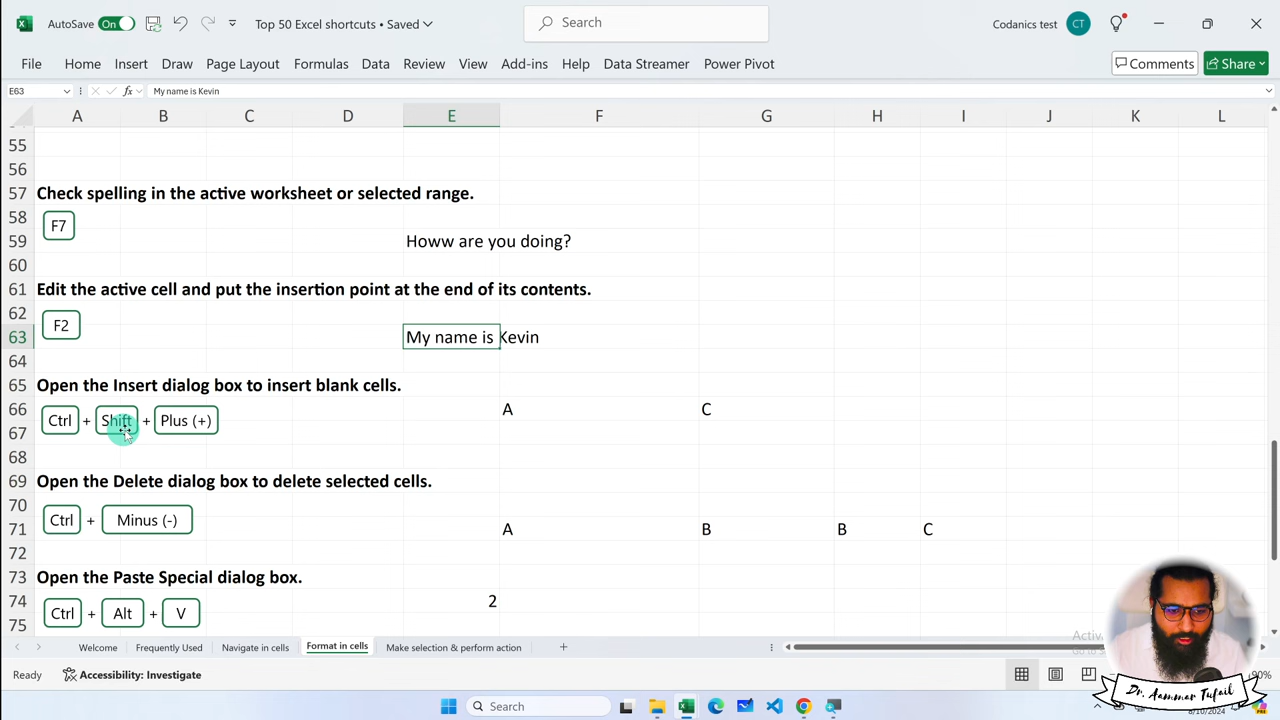 AutoSave On Top 50 Excel shortcuts • Saved Search Codanics test CT
File Home Insert Draw Page Layout Formulas Data Review View Add-ins Help Data Streamer Power Pivot Comments Share
E63 fx My name is Kevin
A B C D E F G H I J K L
55
56
57 Check spelling in the active worksheet or selected range.
58 F7
59 Howw are you doing?
60
61 Edit the active cell and put the insertion point at the end of its contents.
62 F2
63 My name is Kevin
64
65 Open the Insert dialog box to insert blank cells.
66 A C
Ctrl + Shift + Plus (+)
67
68
69 Open the Delete dialog box to delete selected cells.
70
Ctrl + Minus (-)
71 A B B C
72
73 Open the Paste Special dialog box.
74 2
Ctrl + Alt + V
75
Welcome Frequently Used Navigate in cells Format in cells Make selection & perform action
Ready Accessibility: Investigate
Dr. Aammar Tufail
Search 8/10/2024